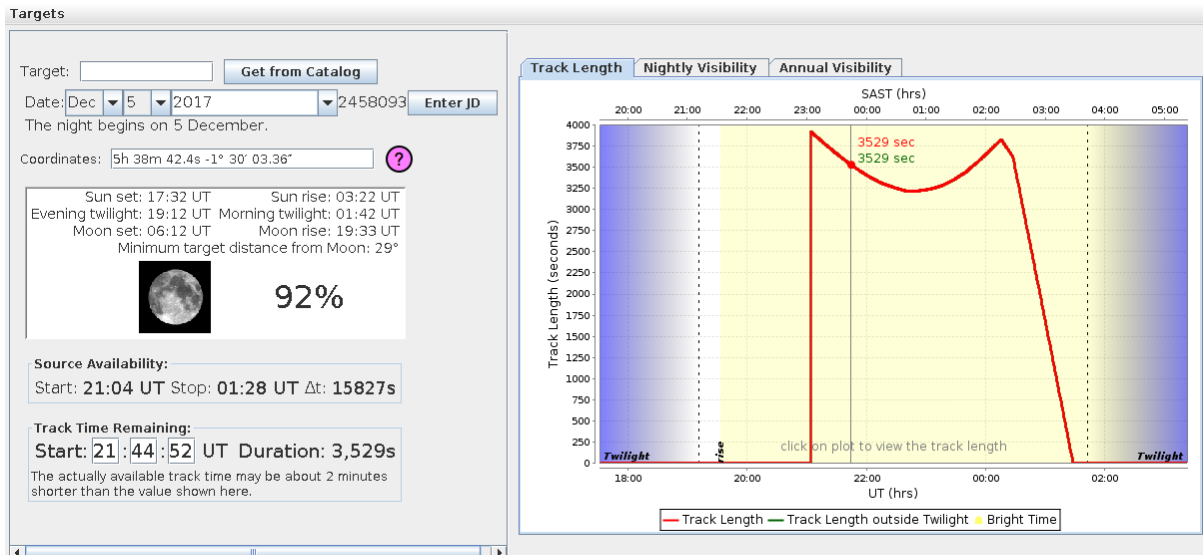 Targets
Target: Get from Catalog
Date: Dec 5 2017 2458093 Enter JD
The night begins on 5 December.
Coordinates: 5h 38m 42.4s -1° 30′ 03.36″ ?
Sun set: 17:32 UT Sun rise: 03:22 UT
Evening twilight: 19:12 UT Morning twilight: 01:42 UT
Moon set: 06:12 UT Moon rise: 19:33 UT
Minimum target distance from Moon: 29°
92%
Source Availability:
Start: 21:04 UT Stop: 01:28 UT Δt: 15827s
Track Time Remaining:
Start: 21 : 44 : 52 UT Duration: 3,529s
The actually available track time may be about 2 minutes
shorter than the value shown here.
Track Length Nightly Visibility Annual Visibility
SAST (hrs)
20:00 21:00 22:00 23:00 00:00 01:00 02:00 03:00 04:00 05:00
Track Length (seconds)
4000
3750
3500
3250
3000
2750
2500
2250
2000
1750
1500
1250
1000
750
500
250
0
3529 sec
3529 sec
click on plot to view the track length
Twilight rise Twilight
18:00 20:00 22:00 00:00 02:00
UT (hrs)
Track Length Track Length outside Twilight Bright Time